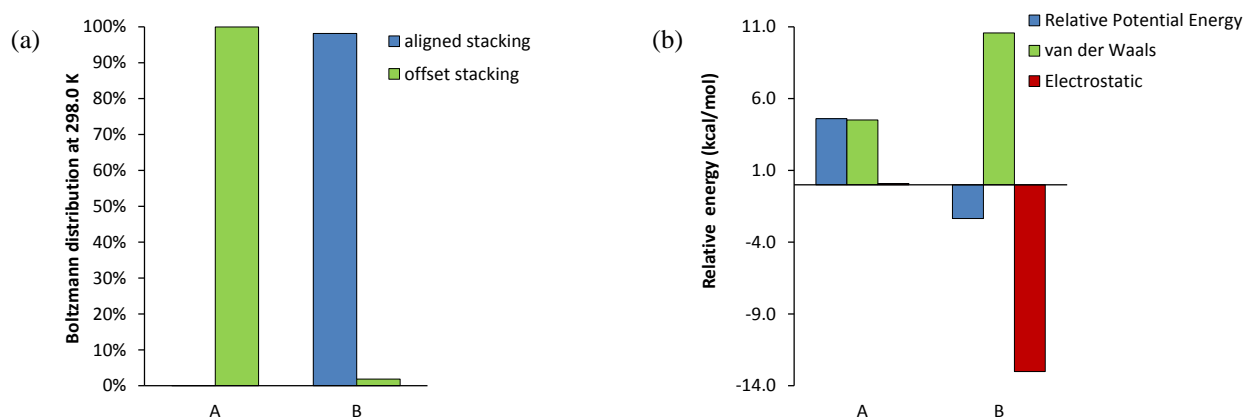 (a)
Boltzmann distribution at 298.0 K
100%
90%
80%
70%
60%
50%
40%
30%
20%
10%
0%
A
B
aligned stacking
offset stacking
(b)
Relative energy (kcal/mol)
11.0
6.0
1.0
-4.0
-9.0
-14.0
A
B
Relative Potential Energy
van der Waals
Electrostatic